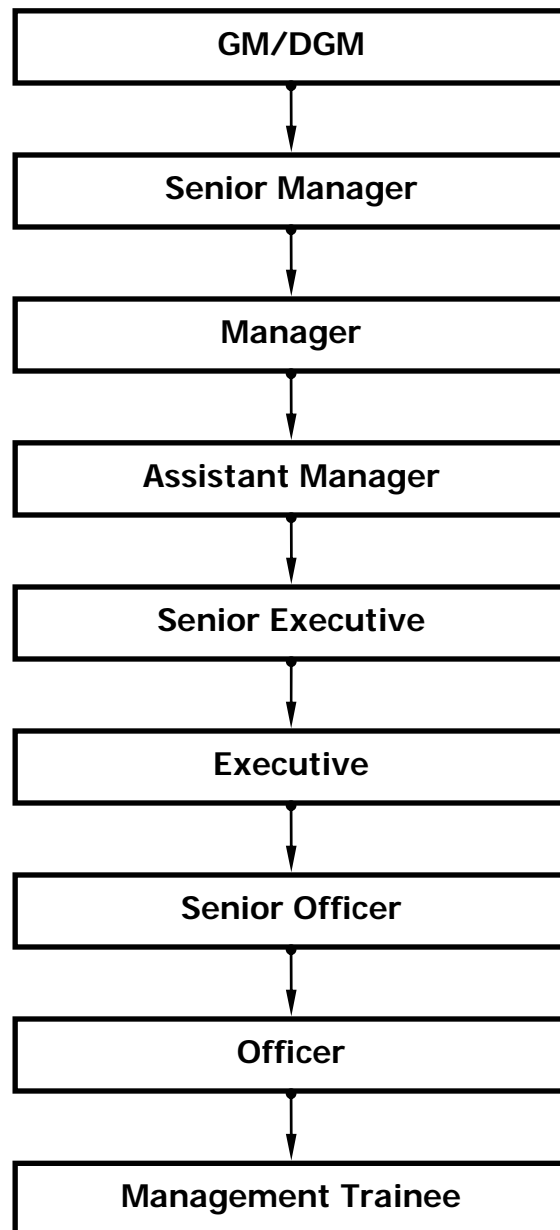 GM/DGM
Senior Manager
Manager
Assistant Manager
Senior Executive
Executive
Senior Officer
Officer
Management Trainee